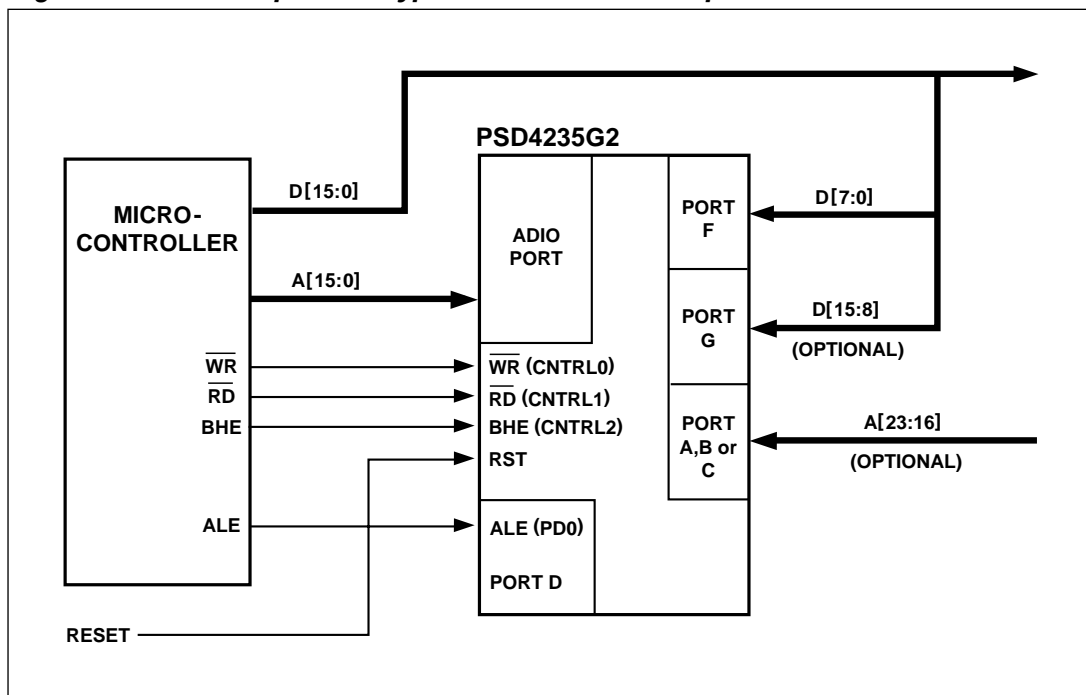 PSD4235G2
MICRO-
CONTROLLER
D[15:0]
A[15:0]
WR
RD
BHE
ALE
RESET
ADIO
PORT
WR (CNTRL0)
RD (CNTRL1)
BHE (CNTRL2)
RST
ALE (PD0)
PORT D
PORT
F
PORT
G
PORT
A,B or
C
D[7:0]
D[15:8]
(OPTIONAL)
A[23:16]
(OPTIONAL)